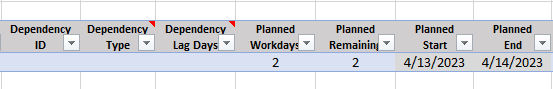 Dependency ID	Dependency Type	Dependency Lag Days	Planned Workdays	Planned Remaining	Planned Start	Planned End
2	2	4/13/2023	4/14/2023